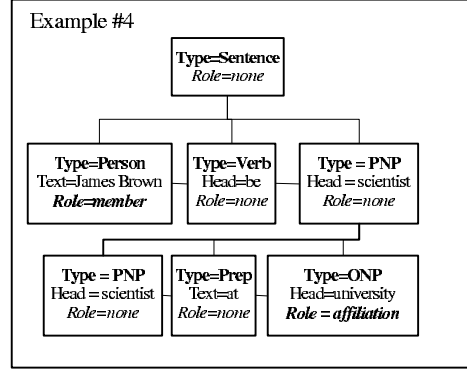 Example #4
Type=Sentence
Role=none
Type=Person
Text=James Brown
Role=member
Type=Verb
Head=be
Role=none
Type = PNP
Head = scientist
Role=none
Type = PNP
Head = scientist
Role=none
Type=Prep
Text=at
Role=none
Type=ONP
Head=university
Role = affiliation